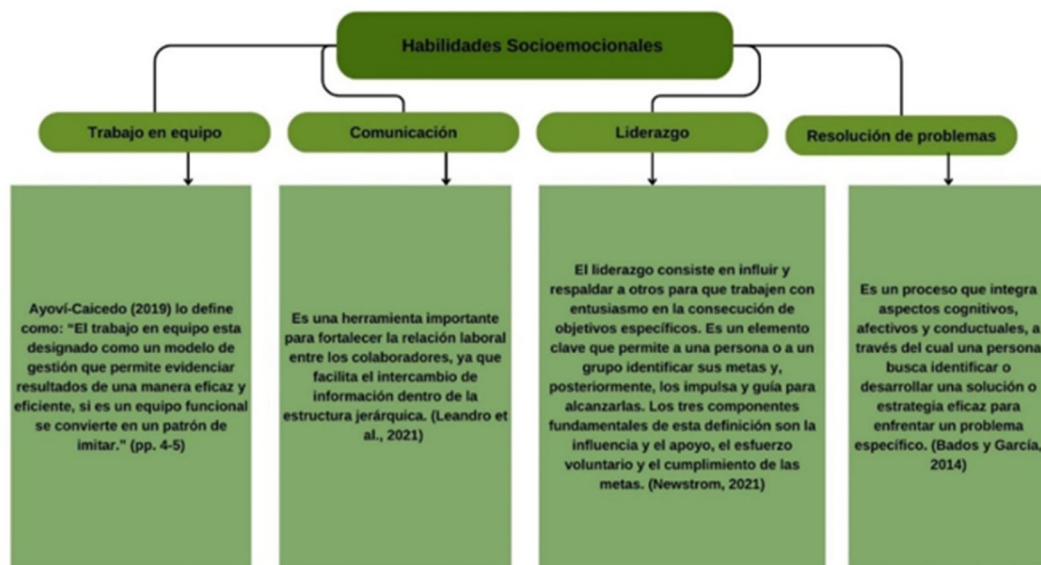 Habilidades Socioemocionales
Trabajo en equipo
Comunicación
Liderazgo
Resolución de problemas
Ayoví-Caicedo (2019) lo define
como: "El trabajo en equipo esta
designado como un modelo de
gestión que permite evidenciar
resultados de una manera eficaz y
eficiente, si es un equipo funcional
se convierte en un patrón de
imitar." (pp. 4-5)
Es una herramienta importante
para fortalecer la relación laboral
entre los colaboradores, ya que
facilita el intercambio de
información dentro de la
estructura jerárquica. (Leandro et
al., 2021)
El liderazgo consiste en influir y
respaldar a otros para que trabajen con
entusiasmo en la consecución de
objetivos específicos. Es un elemento
clave que permite a una persona o a un
grupo identificar sus metas y,
posteriormente, los impulsa y guía para
alcanzarlas. Los tres componentes
fundamentales de esta definición son la
influencia y el apoyo, el esfuerzo
voluntario y el cumplimiento de las
metas. (Newstrom, 2021)
Es un proceso que integra
aspectos cognitivos,
afectivos y conductuales, a
través del cual una persona
busca identificar o
desarrollar una solución o
estrategia eficaz para
enfrentar un problema
específico. (Bados y García,
2014)